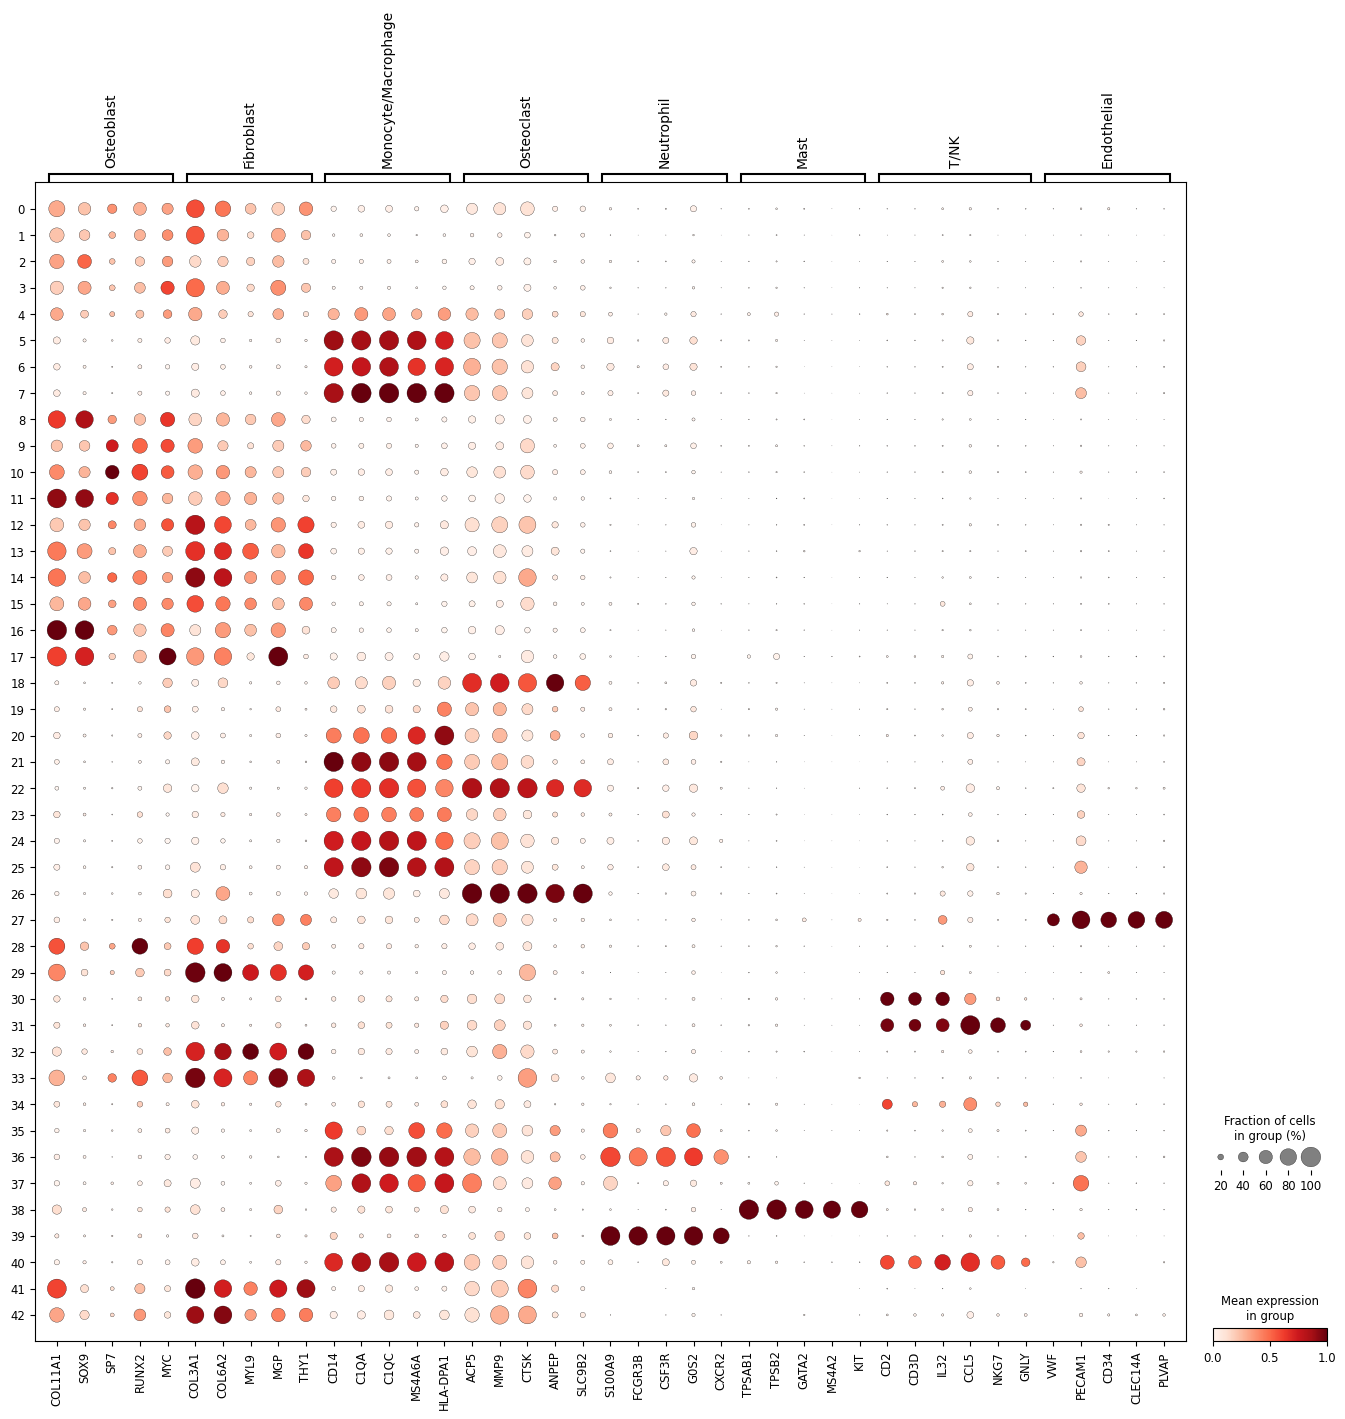 Osteoblast
Fibroblast
Monocyte/Macrophage
Osteoclast
Neutrophil
Mast
T/NK
Endothelial
0
1
2
3
4
5
6
7
8
9
10
11
12
13
14
15
16
17
18
19
20
21
22
23
24
25
26
27
28
29
30
31
32
33
34
35
36
37
38
39
40
41
42
COL11A1
SOX9
SP7
RUNX2
MYC
COL3A1
COL6A2
MYL9
MGP
THY1
CD14
C1QA
C1QC
MS4A6A
HLA-DPA1
ACP5
MMP9
CTSK
ANPEP
SLC9B2
S100A9
FCGR3B
CSF3R
G0S2
CXCR2
TPSAB1
TPSB2
GATA2
MS4A2
KIT
CD2
CD3D
IL32
CCL5
NKG7
GNLY
VWF
PECAM1
CD34
CLEC14A
PLVAP
Fraction of cells
in group (%)
20 40 60 80 100
Mean expression
in group
0.0 0.5 1.0